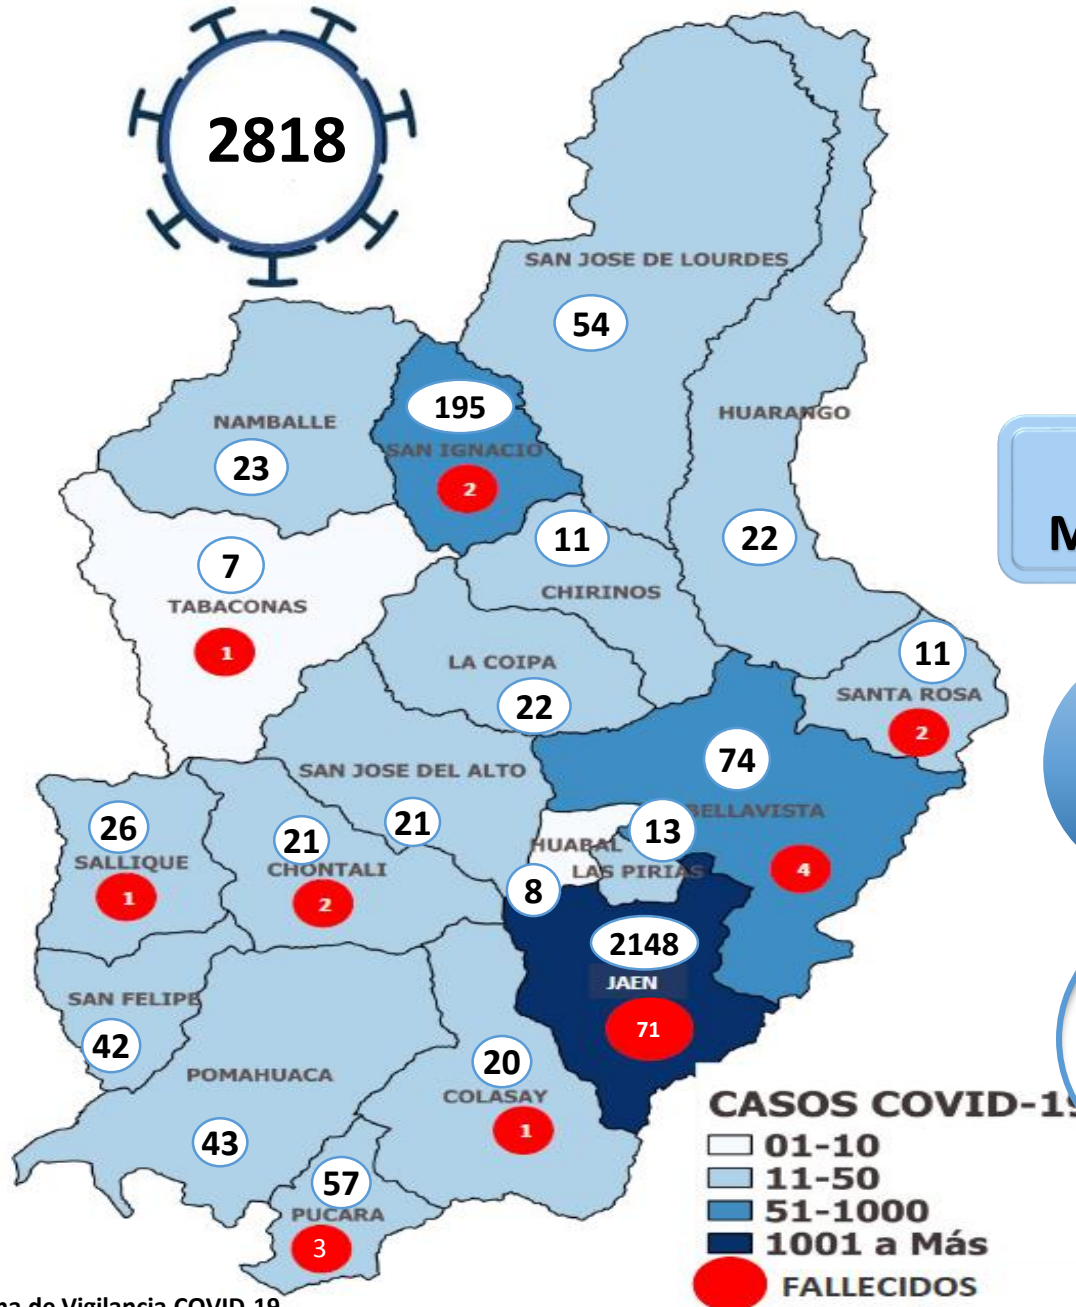 2818
SAN JOSE DE LOURDES
54
195
SAN IGNACIO
2
NAMBALLE
23
HUARANGO
22
M
11
CHIRINOS
7
TABACONAS
1
LA COIPA
22
11
SANTA ROSA
2
74
BELLAVISTA
4
SAN JOSE DEL ALTO
21
26
SALLIQUE
1
21
CHONTALI
2
13
HUABAL
LAS PIRIAS
8
2148
JAEN
71
SAN FELIPE
42
POMAHUACA
43
20
COLASAY
1
57
PUCARA
3
CASOS COVID-19
01-10
11-50
51-1000
1001 a Más
FALLECIDOS
de Vigilancia COVID-19